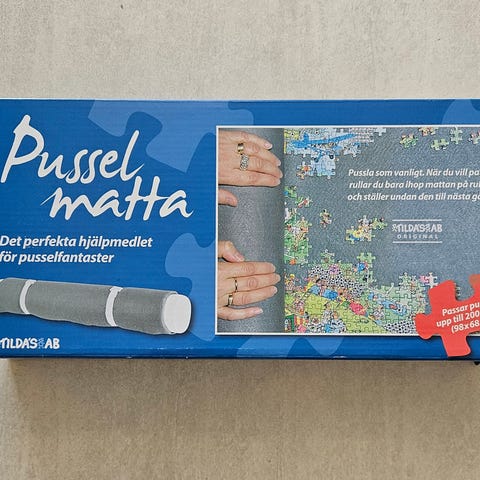 Pussel
matta
Det perfekta hjälpmedlet
för pusselfantaster
TILDAS AB
Pussla som vanligt. När du vill
rullar du bara ihop mattan på
och ställer undan den till nästa
TILDAS AB
ORIGINAL
Passar
upp till
(98x68